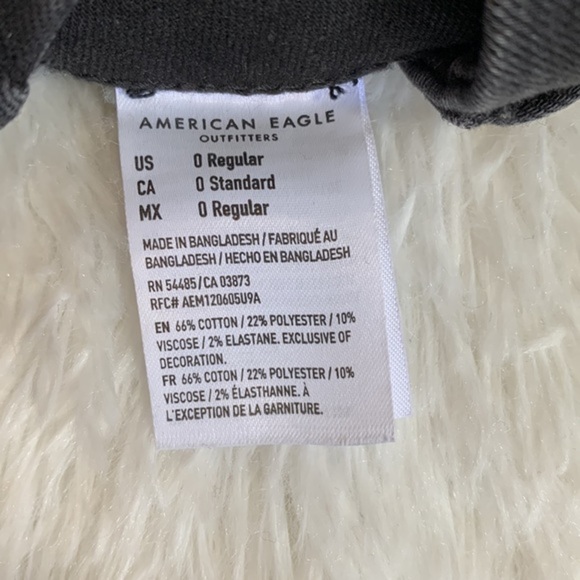 AMERICAN EAGLE
OUTFITTERS
US 0 Regular
CA 0 Standard
MX 0 Regular
MADE IN BANGLADESH / FABRIQUÉ AU
BANGLADESH / HECHO EN BANGLADESH
RN 54485 / CA 03873
RFC# AEM120605U9A
EN 66% COTTON / 22% POLYESTER / 10%
VISCOSE / 2% ELASTANE. EXCLUSIVE OF
DECORATION.
FR 66% COTON / 22% POLYESTER / 10%
VISCOSE / 2% ÉLASTHANNE. À
L'EXCEPTION DE LA GARNITURE.